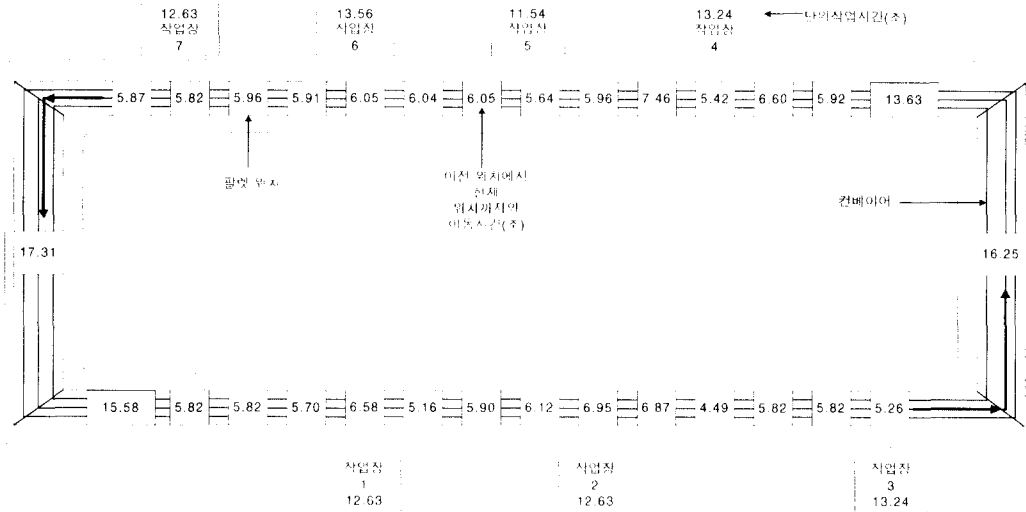 12.63 13.56 11.54 13.24 단위작업시간(초)
작업장 작업장 작업장 작업장
7 6 5 4
5.87 5.82 5.96 5.91 6.05 6.04 6.05 5.64 5.96 7.46 5.42 6.60 5.92 13.63
팔렛 위치
이전 위치에서
현재
위치까지의
이동시간(초)
컨베이어
17.31 16.25
15.58 5.82 5.82 5.70 6.58 5.16 5.90 6.12 6.95 6.87 4.49 5.82 5.82 5.26
작업장 작업장 작업장
1 2 3
12.63 12.63 13.24